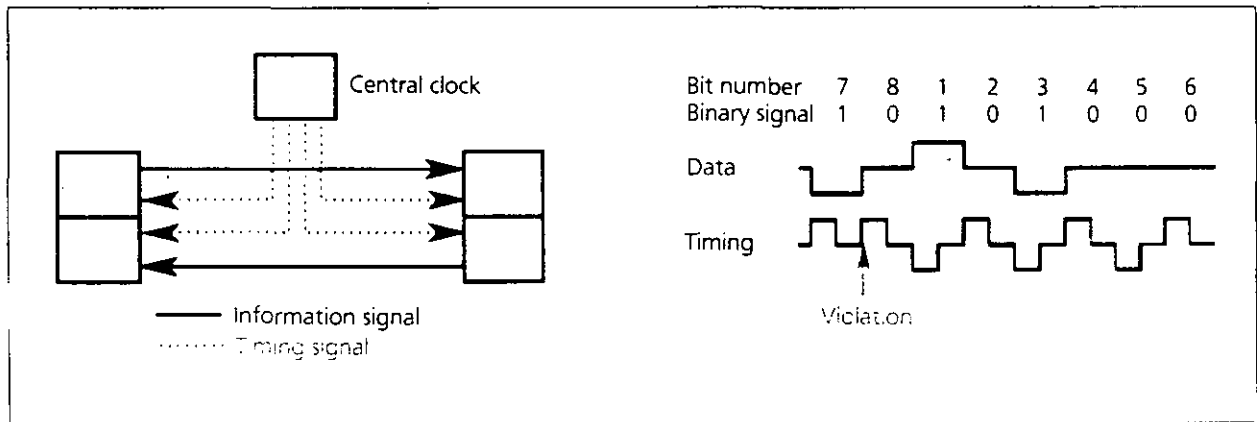 Central clock
Information signal
Timing signal
Bit number 7 8 1 2 3 4 5 6
Binary signal 1 0 1 0 1 0 0 0
Data
Timing
Violation